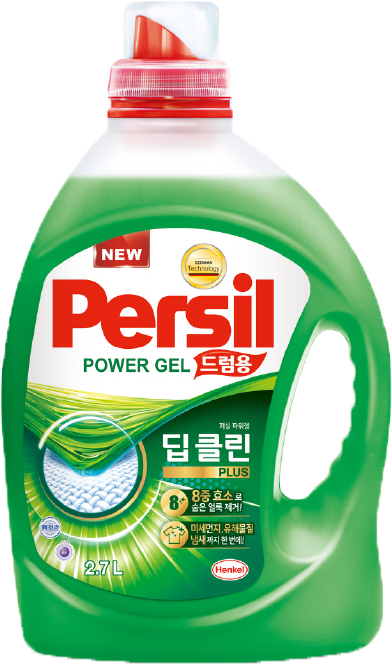 NEW
GERMAN
Technology
Persil
POWER GEL 드럼용
퍼실 파워젤
딥 클린
PLUS
8+
8중 효소로
숨은 얼룩 제거!
미세먼지, 유해물질
냄새까지 한 번에!
2.7 L
Henkel